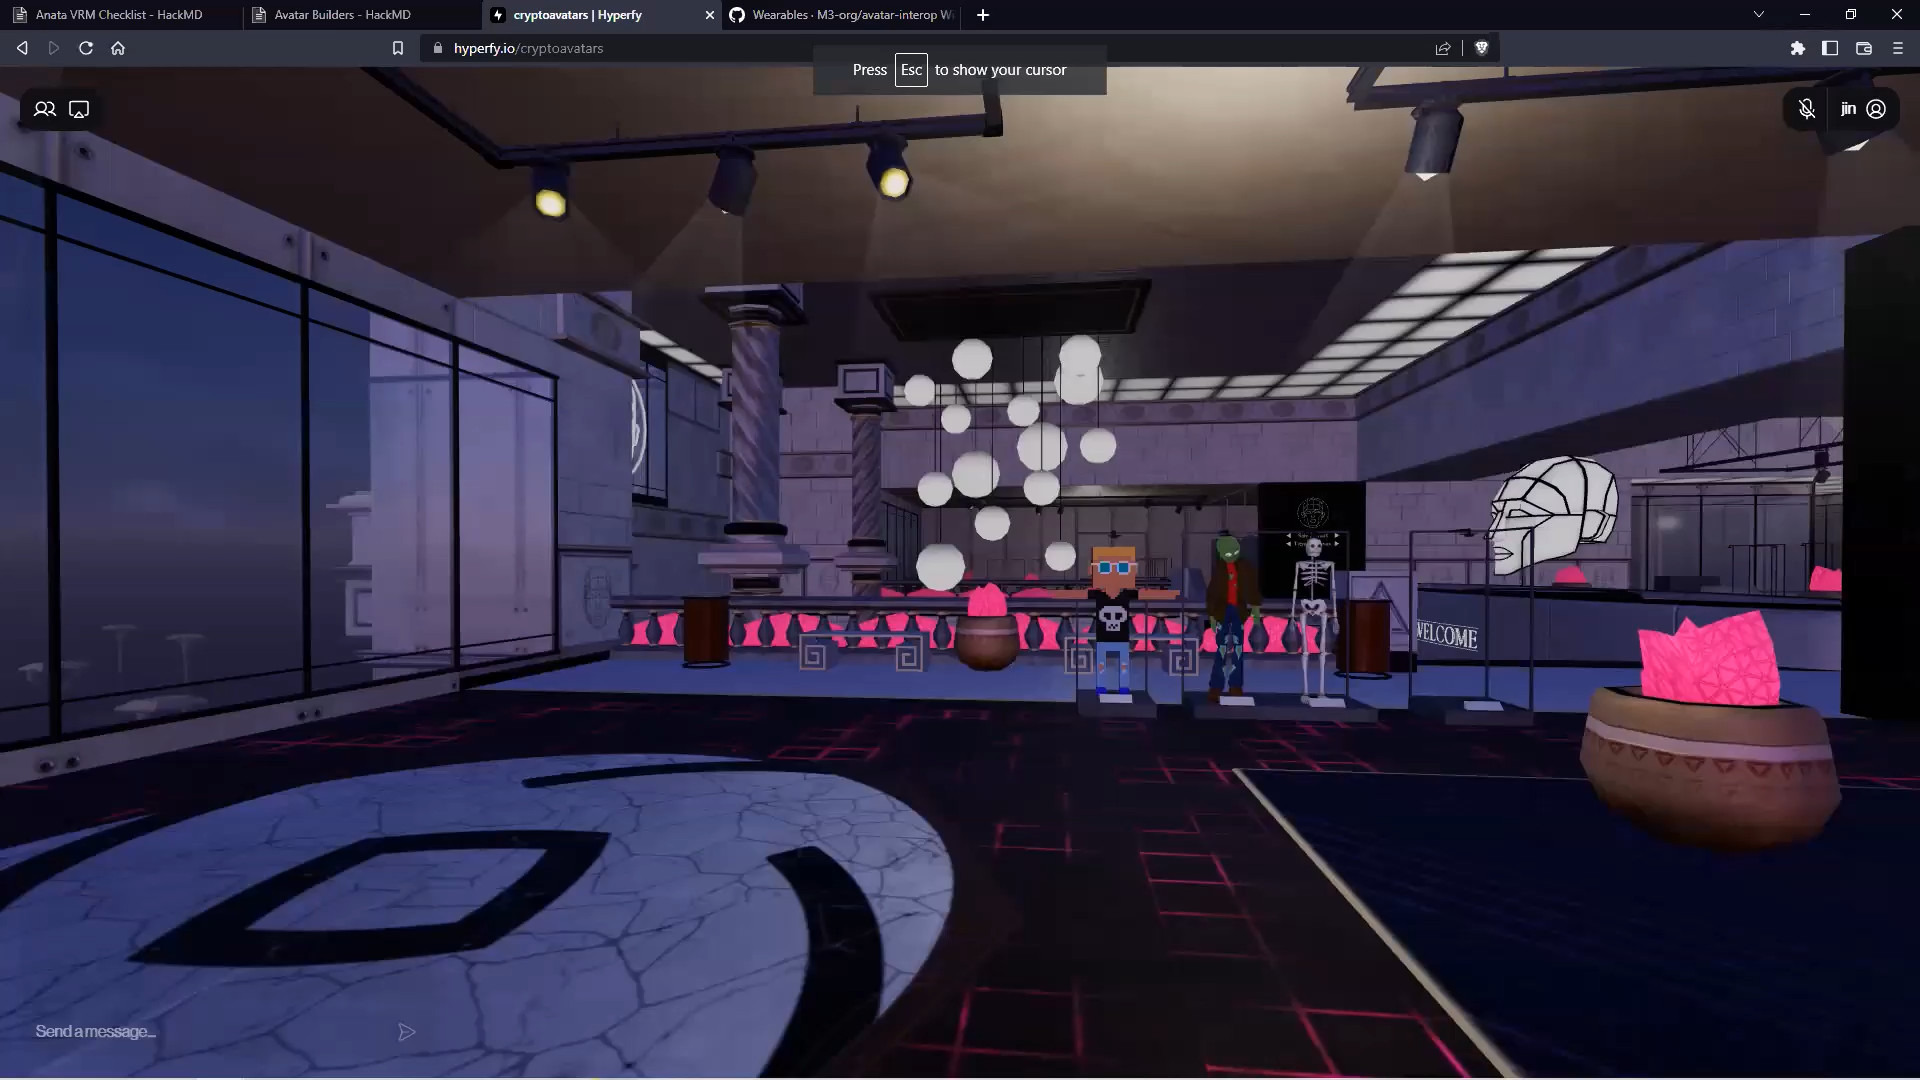 Anata VRM Checklist - HackMD
Avatar Builders - HackMD
cryptoavatars | Hyperfy
Wearables · M3-org/avatar-interop W
hyperfy.io/cryptoavatars
Press Esc to show your cursor
jin
WELCOME
Send a message...